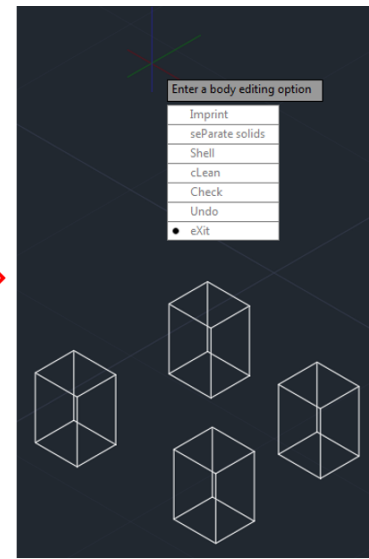 Enter a body editing option
Imprint
seParate solids
Shell
cLean
Check
Undo
eXit